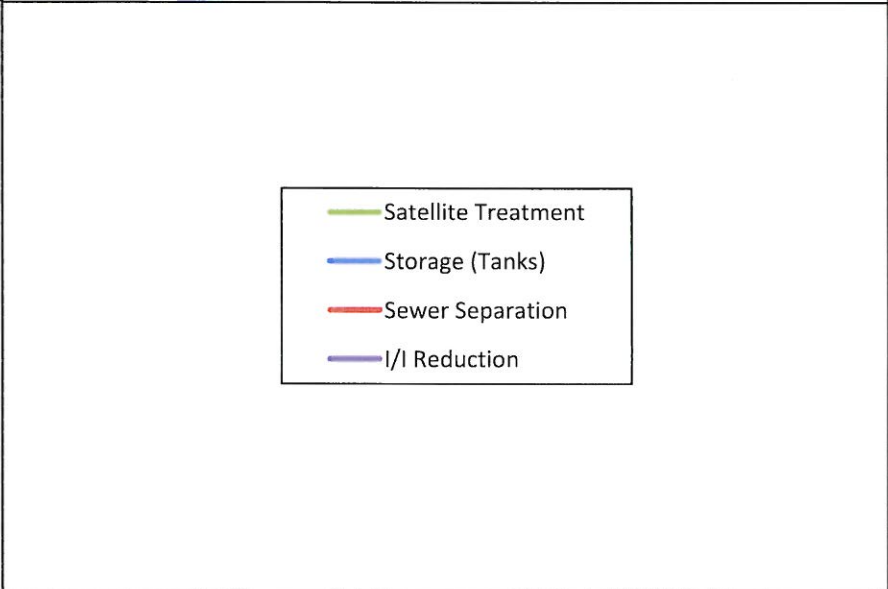 Satellite Treatment
Storage (Tanks)
Sewer Separation
I/I Reduction